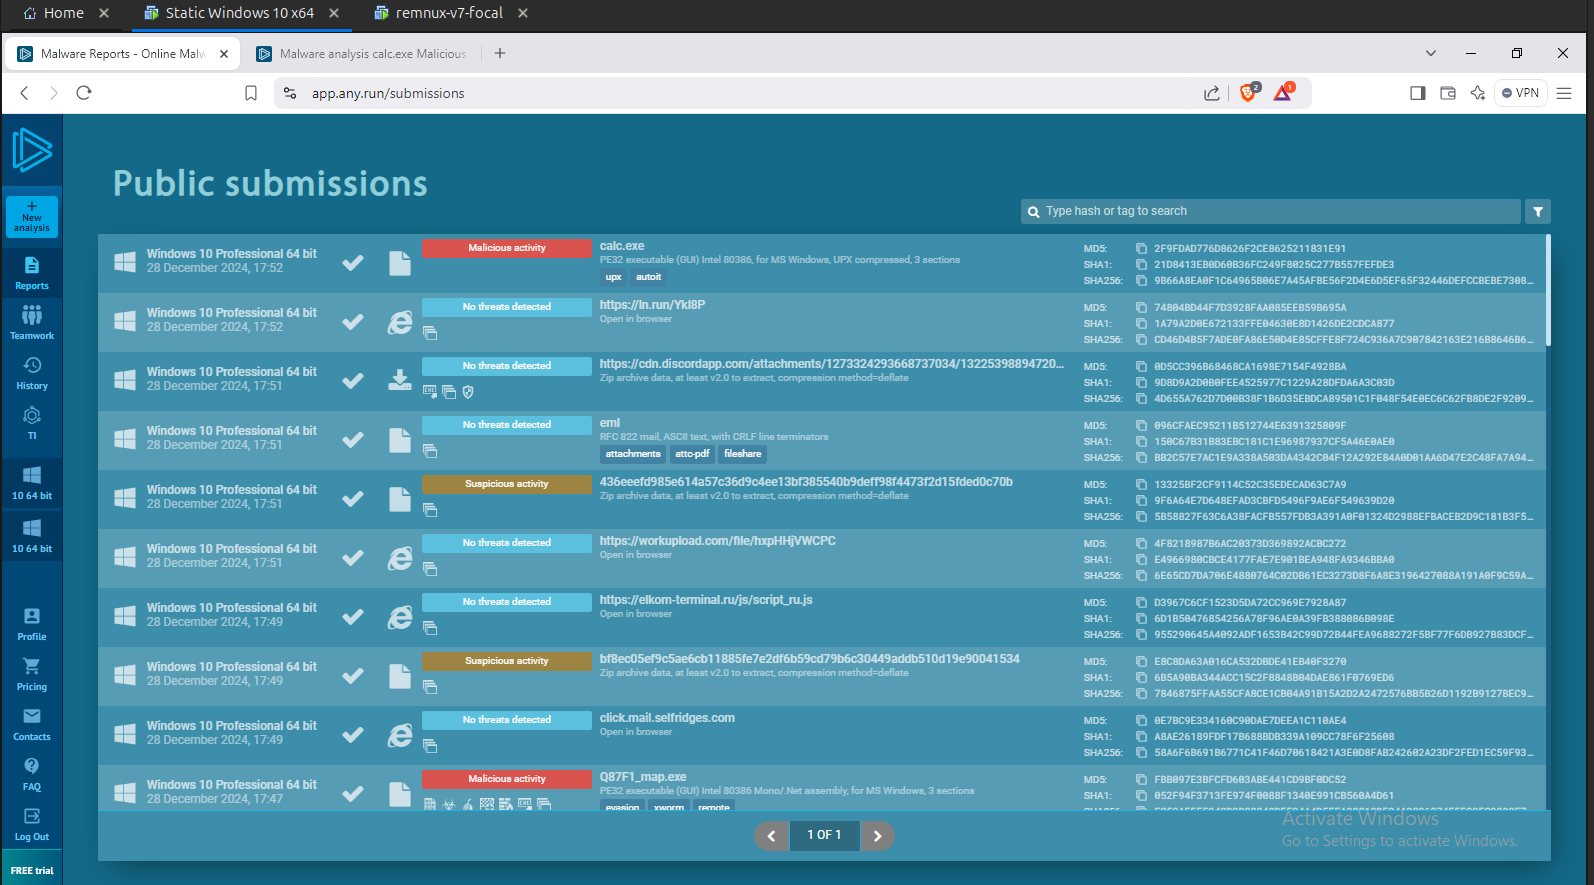 Home
Static Windows 10 x64
remnux-v7-focal
Malware Reports - Online Malw
Malware analysis calc.exe Malicious
app.any.run/submissions
2
1
VPN
Public submissions
Type hash or tag to search
New
analysis
Reports
Teamwork
History
TI
10 64 bit
10 64 bit
Profile
Pricing
Contacts
FAQ
Log Out
FREE trial
Windows 10 Professional 64 bit
28 December 2024, 17:52
Malicious activity
calc.exe
PE32 executable (GUI) Intel 80386, for MS Windows, UPX compressed, 3 sections
upx autoit
MD5: 2F9FDAD776D8626F2CE8625211831E91
SHA1: 21D8413EB0D60B36FC249F8025C277B557FEFDE3
SHA256: 9B66A8EA0F1C64965B06E7A45AFBE56F2D4E6D5EF65F32446DEFCCBEBE7308...
Windows 10 Professional 64 bit
28 December 2024, 17:52
No threats detected
https://ln.run/YkI8P
Open in browser
MD5: 74804BD44F7D3928FAA085EEB59B695A
SHA1: 1A79A2D0E672133FFE04630E8D1426DE2CDCA877
SHA256: CD46D4B5F7ADE0FA86E50D4E85CFFE8F724C936A7C907842163E216B8646B6...
Windows 10 Professional 64 bit
28 December 2024, 17:51
No threats detected
https://cdn.discordapp.com/attachments/1273324293668737034/13225398894720...
Zip archive data, at least v2.0 to extract, compression method=deflate
MD5: 0D5CC396B68468CA1698E7154F4928BA
SHA1: 9D8D9A2D0B0FEE4525977C1229A28DFDA6A3C03D
SHA256: 4D655A762D7D00B38F1B6D35EBDCA89501C1F048F54E0EC6C62FB8DE2F9209...
Windows 10 Professional 64 bit
28 December 2024, 17:51
No threats detected
eml
RFC 822 mail, ASCII text, with CRLF line terminators
attachments attc-pdf fileshare
MD5: 096CFAEC95211B512744E6391325809F
SHA1: 150C67B31B83EBC181C1E96987937CF5A46E0AE0
SHA256: BB2C57E7AC1E9A338A503DA4342C04F12A292E84A0D01AA6D47E2C48FA7A94...
Windows 10 Professional 64 bit
28 December 2024, 17:51
Suspicious activity
436eeefd985e614a57c36d9c4ee13bf385540b9deff98f4473f2d15fded0c70b
Zip archive data, at least v2.0 to extract, compression method=deflate
MD5: 13325BF2CF9114C52C35EDECAD63C7A9
SHA1: 9F6A64E7D648EFAD3CBFD5496F9AE6F549639D20
SHA256: 5B58827F63C6A38FACFB557FDB3A391A0F01324D2988EFBACEB2D9C181B3F5...
Windows 10 Professional 64 bit
28 December 2024, 17:51
No threats detected
https://workupload.com/file/hxpHHjVWCPC
Open in browser
MD5: 4F8218987B6AC20373D369892ACBC272
SHA1: E4966980CBCE4177FAE7E901BEA948FA9346BBA0
SHA256: 6E65CD7DA706E4880764C02DB61EC3273D8F6A8E3196427088A191A0F9C59A...
Windows 10 Professional 64 bit
28 December 2024, 17:49
No threats detected
https://elkom-terminal.ru/js/script_ru.js
Open in browser
MD5: D3967C6CF1523D5DA72CC969E7928A87
SHA1: 6D1B50476854256A78F96AE0A39FB388086B098E
SHA256: 955290645A4092ADF1653B42C99D72B44FEA9688272F5BF77F6DB927B83DCF...
Windows 10 Professional 64 bit
28 December 2024, 17:49
Suspicious activity
bf8ec05ef9c5ae6cb11885fe7e2df6b59cd79b6c30449addb510d19e90041534
Zip archive data, at least v2.0 to extract, compression method=deflate
MD5: E8C8DA63A016CA532DBDE41EB40F3270
SHA1: 6B5A90BA344ACC15C2F8848B04DAE861F0769ED6
SHA256: 7846875FFAA55CFA8CE1CB04A91B15A2D2A2472576BB5B26D1192B9127BEC9...
Windows 10 Professional 64 bit
28 December 2024, 17:49
No threats detected
click.mail.selfridges.com
Open in browser
MD5: 0E7BC9E334160C90DAE7DEEA1C110AE4
SHA1: A8AE26189FDF17B688BDB339A109CC78F6F25608
SHA256: 58A6F6B691B6771C41F46D70618421A3E0D8FAB242602A23DF2FED1EC59F93...
Windows 10 Professional 64 bit
28 December 2024, 17:47
Malicious activity
Q87F1_map.exe
PE32 executable (GUI) Intel 80386 Mono/.Net assembly, for MS Windows, 3 sections
evasion xworm remote
MD5: FBB097E3BFCFD603ABE441CD9BF0DC52
SHA1: 052F94F3713FE974F0088F1340E991CB560A4D61
1 OF 1
Activate Windows
Go to Settings to activate Windows.